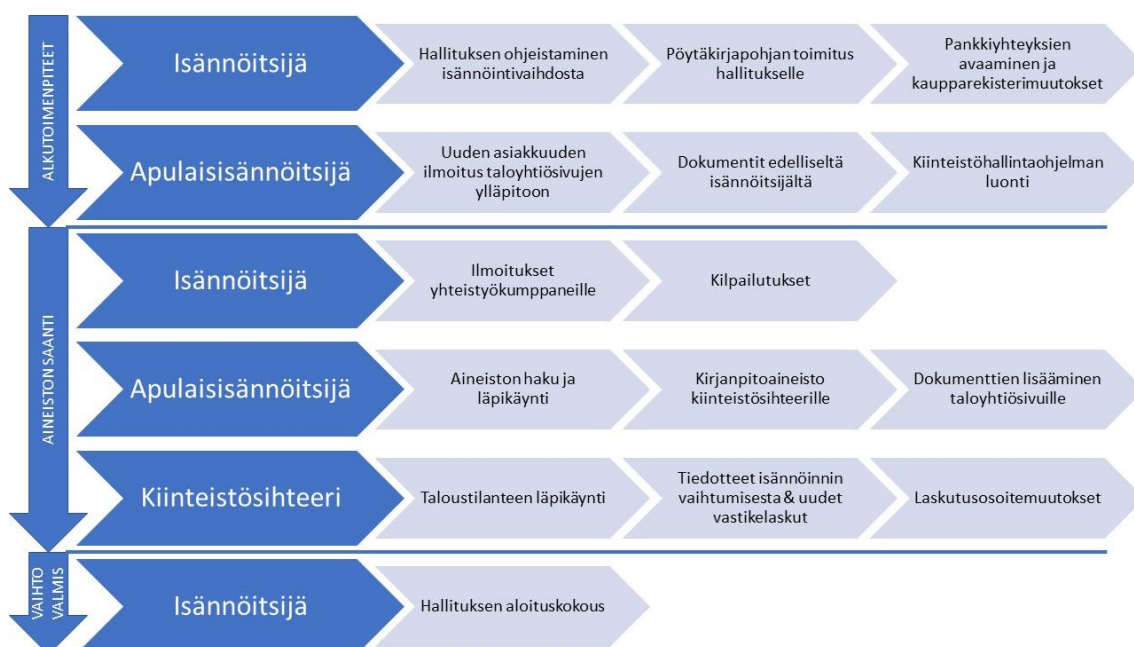 ALKUTOIMENPITEET
Isännöitsijä
Hallituksen ohjeistaminen
isännöintivaihdosta
Pöytäkirjapohjan toimitus
hallitukselle
Pankkiyhteyksien
avaaminen ja
kaupparekisterimuutokset
Apulaisisännöitsijä
Uuden asiakkuuden
ilmoitus taloyhtiösivujen
ylläpitoon
Dokumentit edelliseltä
isännöitsijältä
Kiinteistöhallintaohjelman
luonti
AINEISTON SAANTI
Isännöitsijä
Ilmoitukset
yhteistyökumppaneille
Kilpailutukset
Apulaisisännöitsijä
Aineiston haku ja
läpikäynti
Kirjanpitoaineisto
kiinteistösihteerille
Dokumenttien lisääminen
taloyhtiösivuille
Kiinteistösihteeri
Taloustilanteen läpikäynti
Tiedotteet isännöinnin
vaihtumisesta & uudet
vastikelaskut
Laskutusosoitemuutokset
VAIHTO
VALMIS
Isännöitsijä
Hallituksen aloituskokous